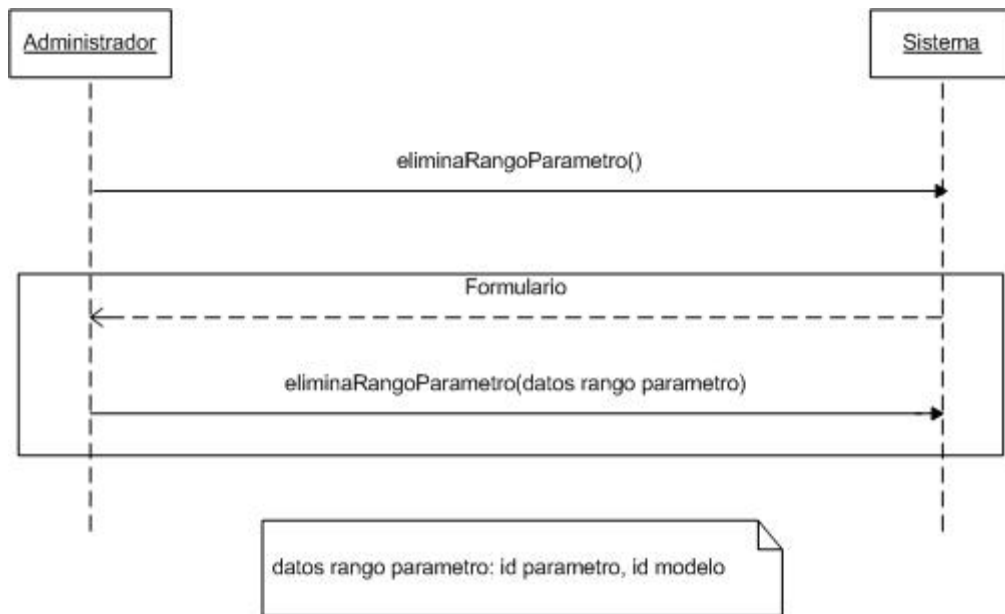 Administrador
Sistema
eliminaRangoParametro()
Formulario
eliminaRangoParametro(datos rango parametro)
datos rango parametro: id parametro, id modelo